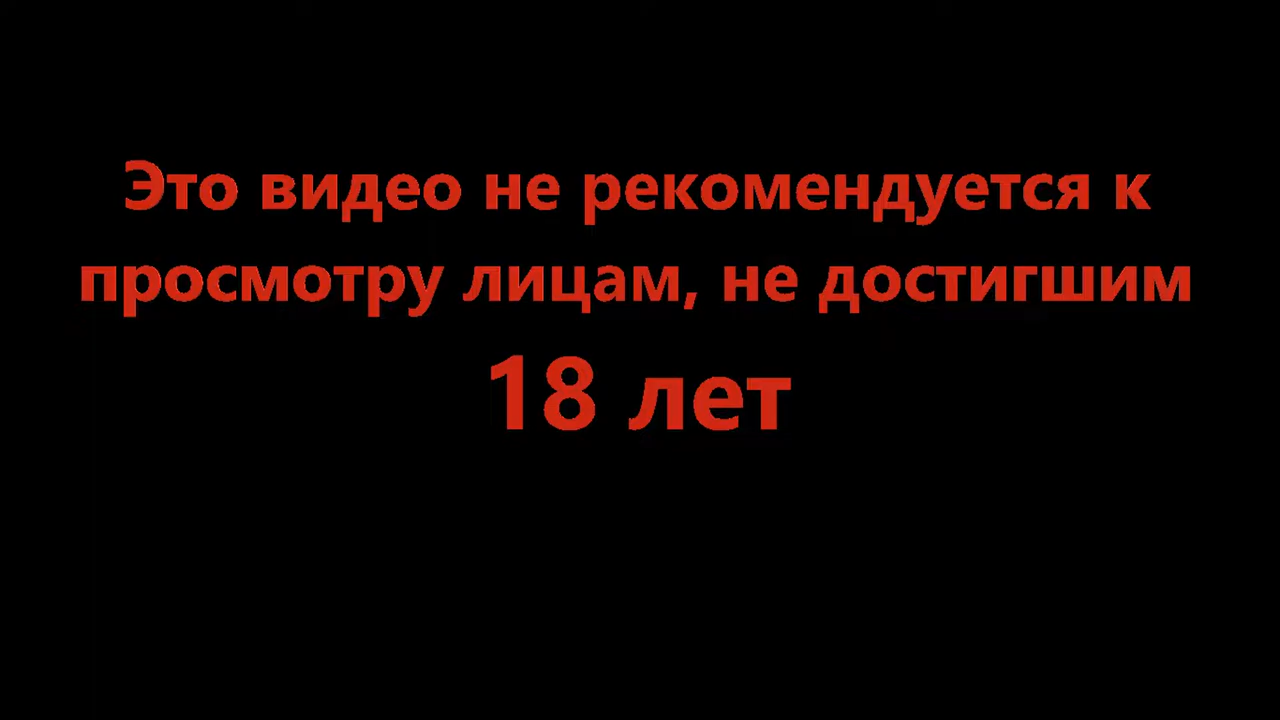 Это видео не рекомендуется к
просмотру лицам, не достигшим
18 лет